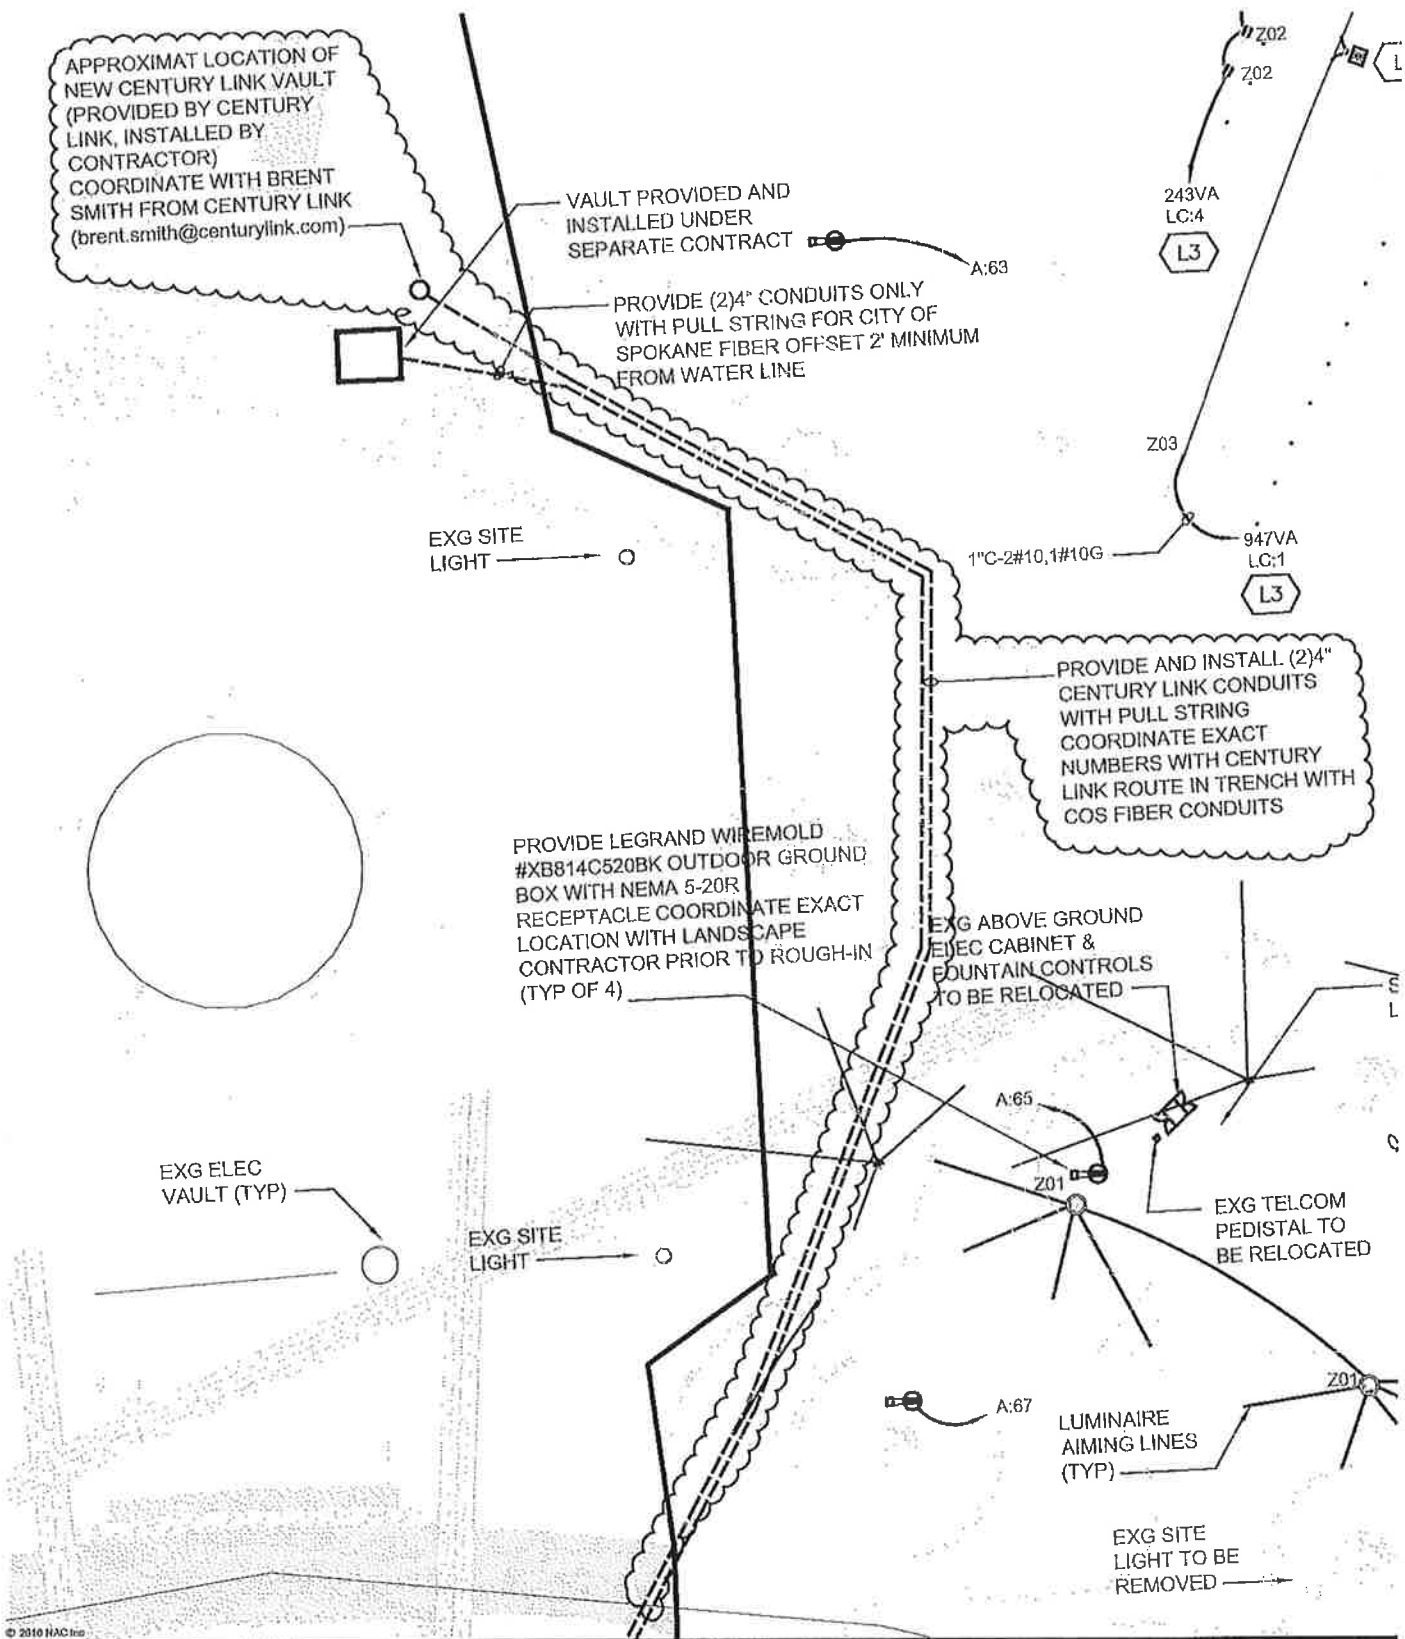 APPROXIMAT LOCATION OF
NEW CENTURY LINK VAULT
(PROVIDED BY CENTURY
LINK, INSTALLED BY
CONTRACTOR)
COORDINATE WITH BRENT
SMITH FROM CENTURY LINK
(brent.smith@centurylink.com)
VAULT PROVIDED AND
INSTALLED UNDER
SEPARATE CONTRACT
A:63
PROVIDE (2)4" CONDUITS ONLY
WITH PULL STRING FOR CITY OF
SPOKANE FIBER OFFSET 2' MINIMUM
FROM WATER LINE
Z02
Z02
L
243VA
LC:4
L3
Z03
1"C-2#10,1#10G
947VA
LC:1
L3
EXG SITE
LIGHT
PROVIDE AND INSTALL (2)4"
CENTURY LINK CONDUITS
WITH PULL STRING
COORDINATE EXACT
NUMBERS WITH CENTURY
LINK ROUTE IN TRENCH WITH
COS FIBER CONDUITS
PROVIDE LEGRAND WIREMOLD
#XB814C520BK OUTDOOR GROUND
BOX WITH NEMA 5-20R
RECEPTACLE COORDINATE EXACT
LOCATION WITH LANDSCAPE
CONTRACTOR PRIOR TO ROUGH-IN
(TYP OF 4)
EXG ABOVE GROUND
ELEC CABINET &
FOUNTAIN CONTROLS
TO BE RELOCATED
S
L
A:65
Z01
EXG TELCOM
PEDISTAL TO
BE RELOCATED
EXG ELEC
VAULT (TYP)
EXG SITE
LIGHT
Z01
A:67
LUMINAIRE
AIMING LINES
(TYP)
EXG SITE
LIGHT TO BE
REMOVED
© 2016 NAC Inc